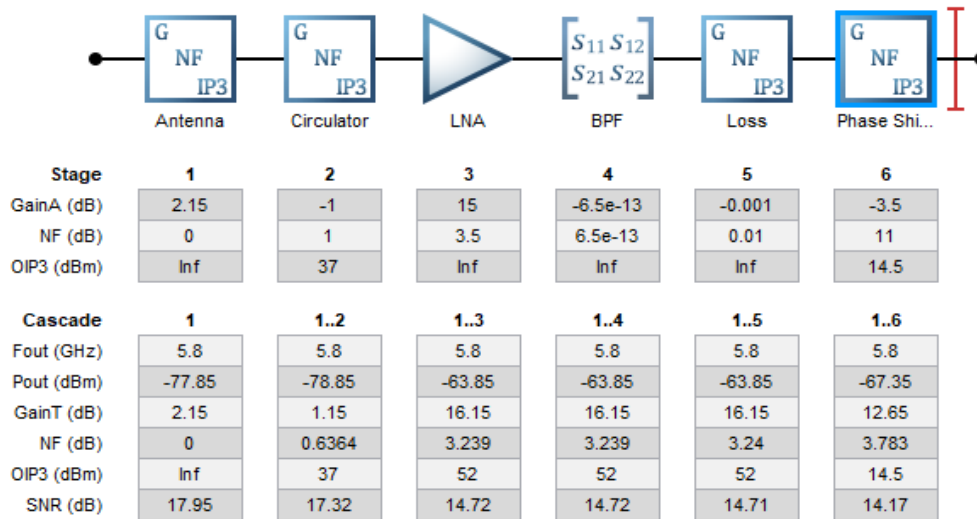 G NF IP3 G NF IP3 S11 S12 G NF IP3 G NF IP3
S21 S22
Antenna Circulator LNA BPF Loss Phase Shi...
Stage 1 2 3 4 5 6
GainA (dB) 2.15 -1 15 -6.5e-13 -0.001 -3.5
NF (dB) 0 1 3.5 6.5e-13 0.01 11
OIP3 (dBm) Inf 37 Inf Inf Inf 14.5
Cascade 1 1..2 1..3 1..4 1..5 1..6
Fout (GHz) 5.8 5.8 5.8 5.8 5.8 5.8
Pout (dBm) -77.85 -78.85 -63.85 -63.85 -63.85 -67.35
GainT (dB) 2.15 1.15 16.15 16.15 16.15 12.65
NF (dB) 0 0.6364 3.239 3.239 3.24 3.783
OIP3 (dBm) Inf 37 52 52 52 14.5
SNR (dB) 17.95 17.32 14.72 14.72 14.71 14.17